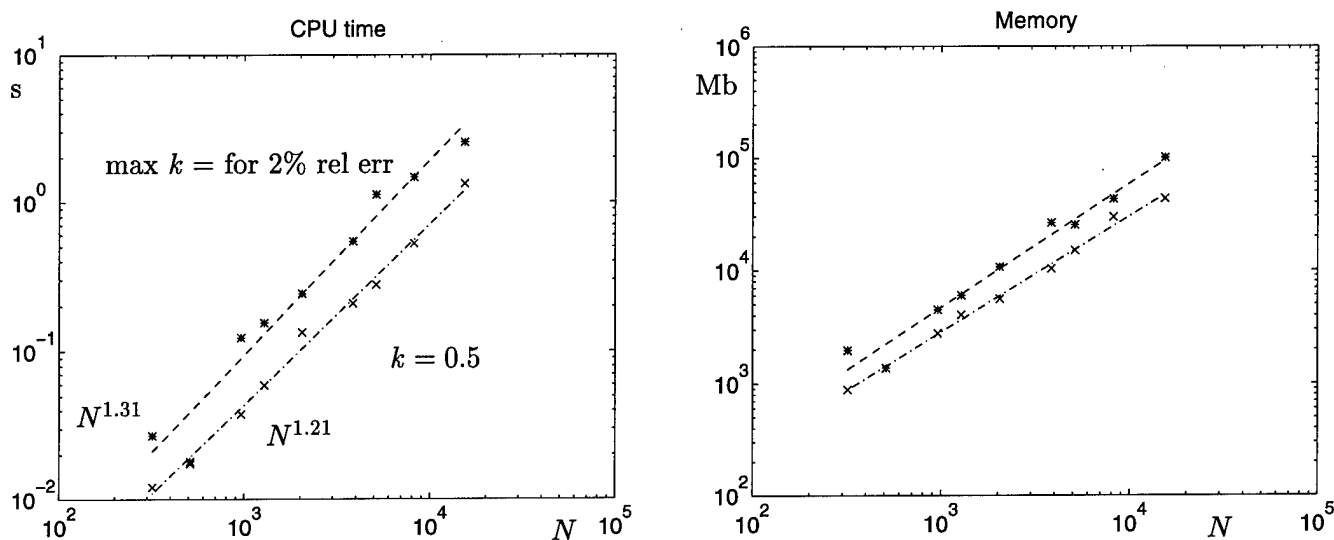 CPU time
10^1
s
10^0
10^-1
10^-2
max k = for 2% rel err
k = 0.5
N^1.31
N^1.21
10^2
10^3
10^4
N
10^5
Memory
10^6
Mb
10^5
10^4
10^3
10^2
10^2
10^3
10^4
N
10^5